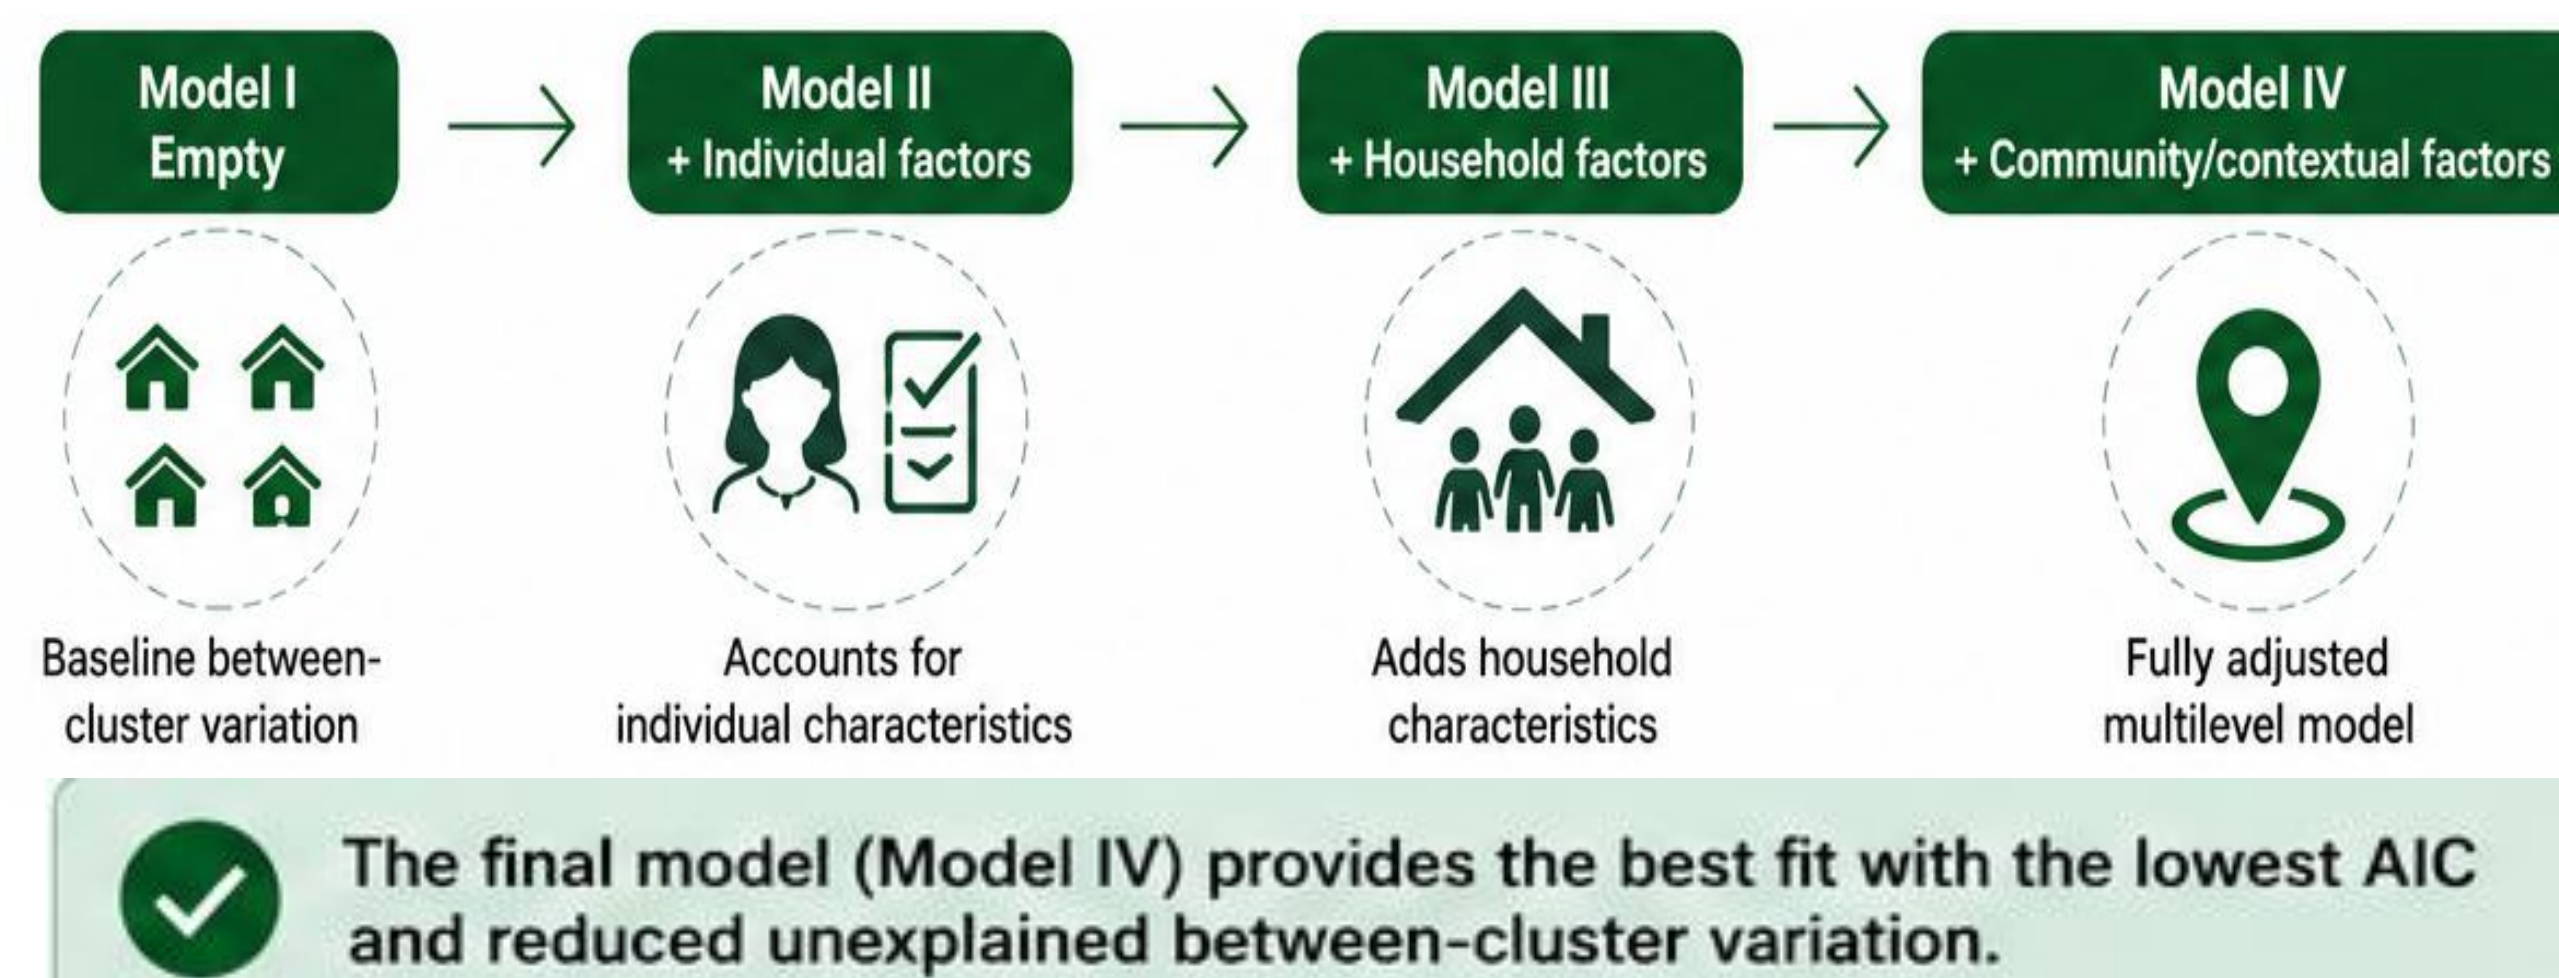 Model I
Empty
Model II
+ Individual factors
Model III
+ Household factors
Model IV
+ Community/contextual factors
Baseline between-
cluster variation
Accounts for
individual characteristics
Adds household
characteristics
Fully adjusted
multilevel model
The final model (Model IV) provides the best fit with the lowest AIC
and reduced unexplained between-cluster variation.